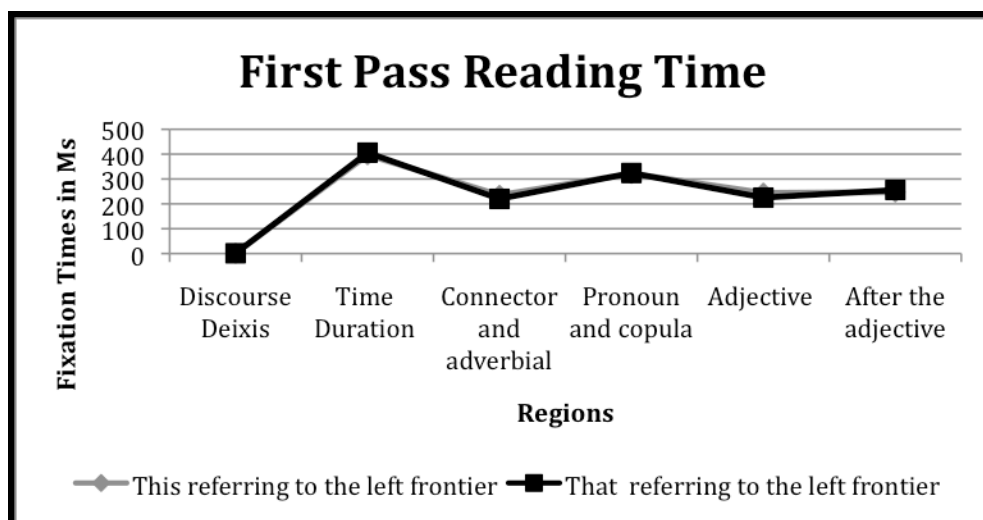 First Pass Reading Time
Fixation Times in Ms
500
400
300
200
100
0
Discourse Deixis
Time Duration
Connector and adverbial
Pronoun and copula
Adjective
After the adjective
Regions
This referring to the left frontier
That referring to the left frontier